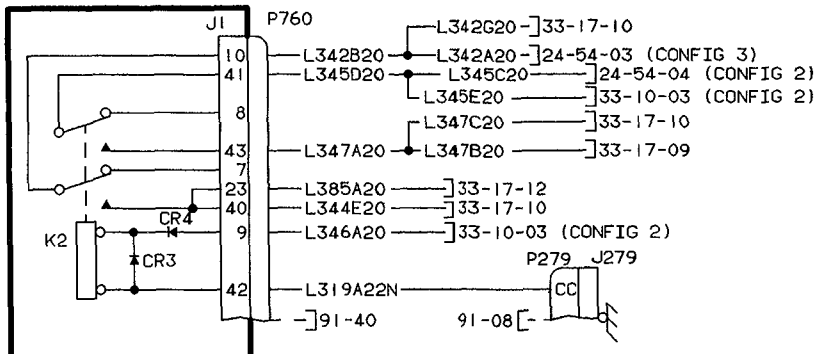 J1 P760
L342G20 33-17-10
10 L342B20 L342A20 24-54-03 (CONFIG 3)
41 L345D20 L345C20 24-54-04 (CONFIG 2)
L345E20 33-10-03 (CONFIG 2)
8 L347C20 33-17-10
43 L347A20 L347B20 33-17-09
7
23 L385A20 33-17-12
40 L344E20 33-17-10
CR4
K2 9 L346A20 33-10-03 (CONFIG 2)
CR3 P279 J279
42 L319A22N CC
91-40 91-08